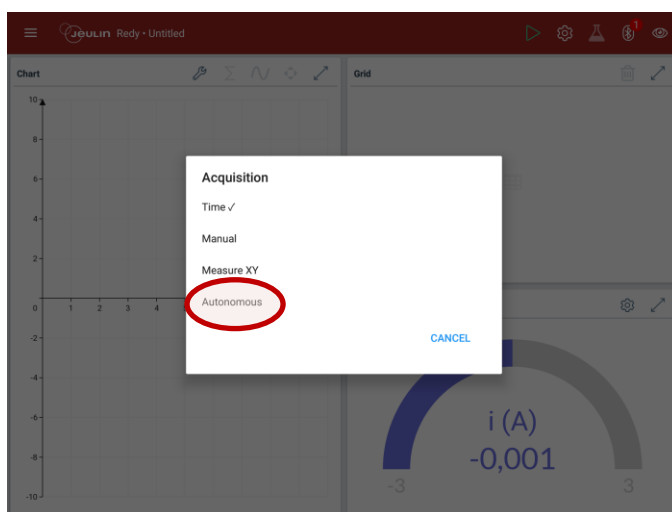 Jeulin Redy • Untitled
1
Chart
Grid
10
8
6
4
2
0
1 2 3 4
-2
-4
-6
-8
-10
Acquisition
Time ✓
Manual
Measure XY
Autonomous
CANCEL
i (A)
-0,001
-3
3